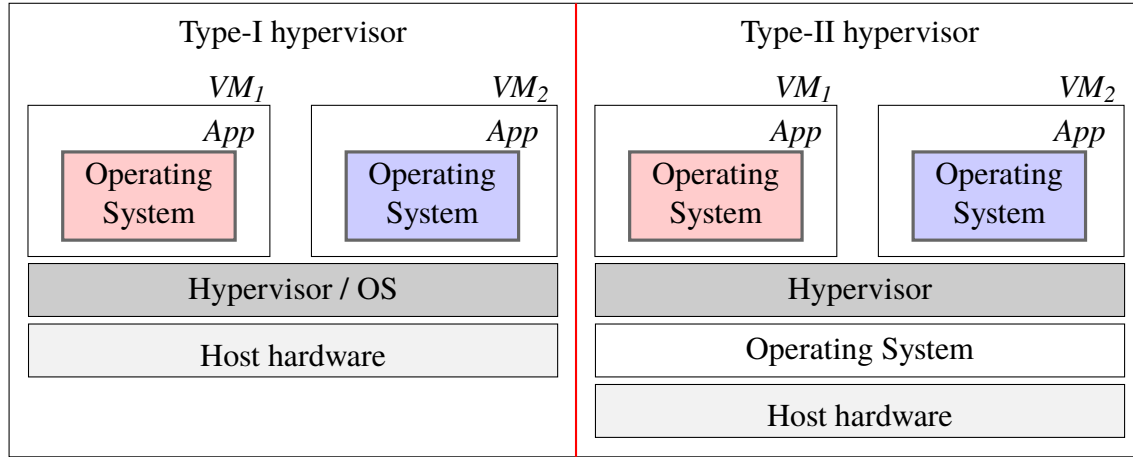 Type-I hypervisor
VM1
VM2
App
App
Operating
System
Operating
System
Hypervisor / OS
Host hardware
Type-II hypervisor
VM1
VM2
App
App
Operating
System
Operating
System
Hypervisor
Operating System
Host hardware